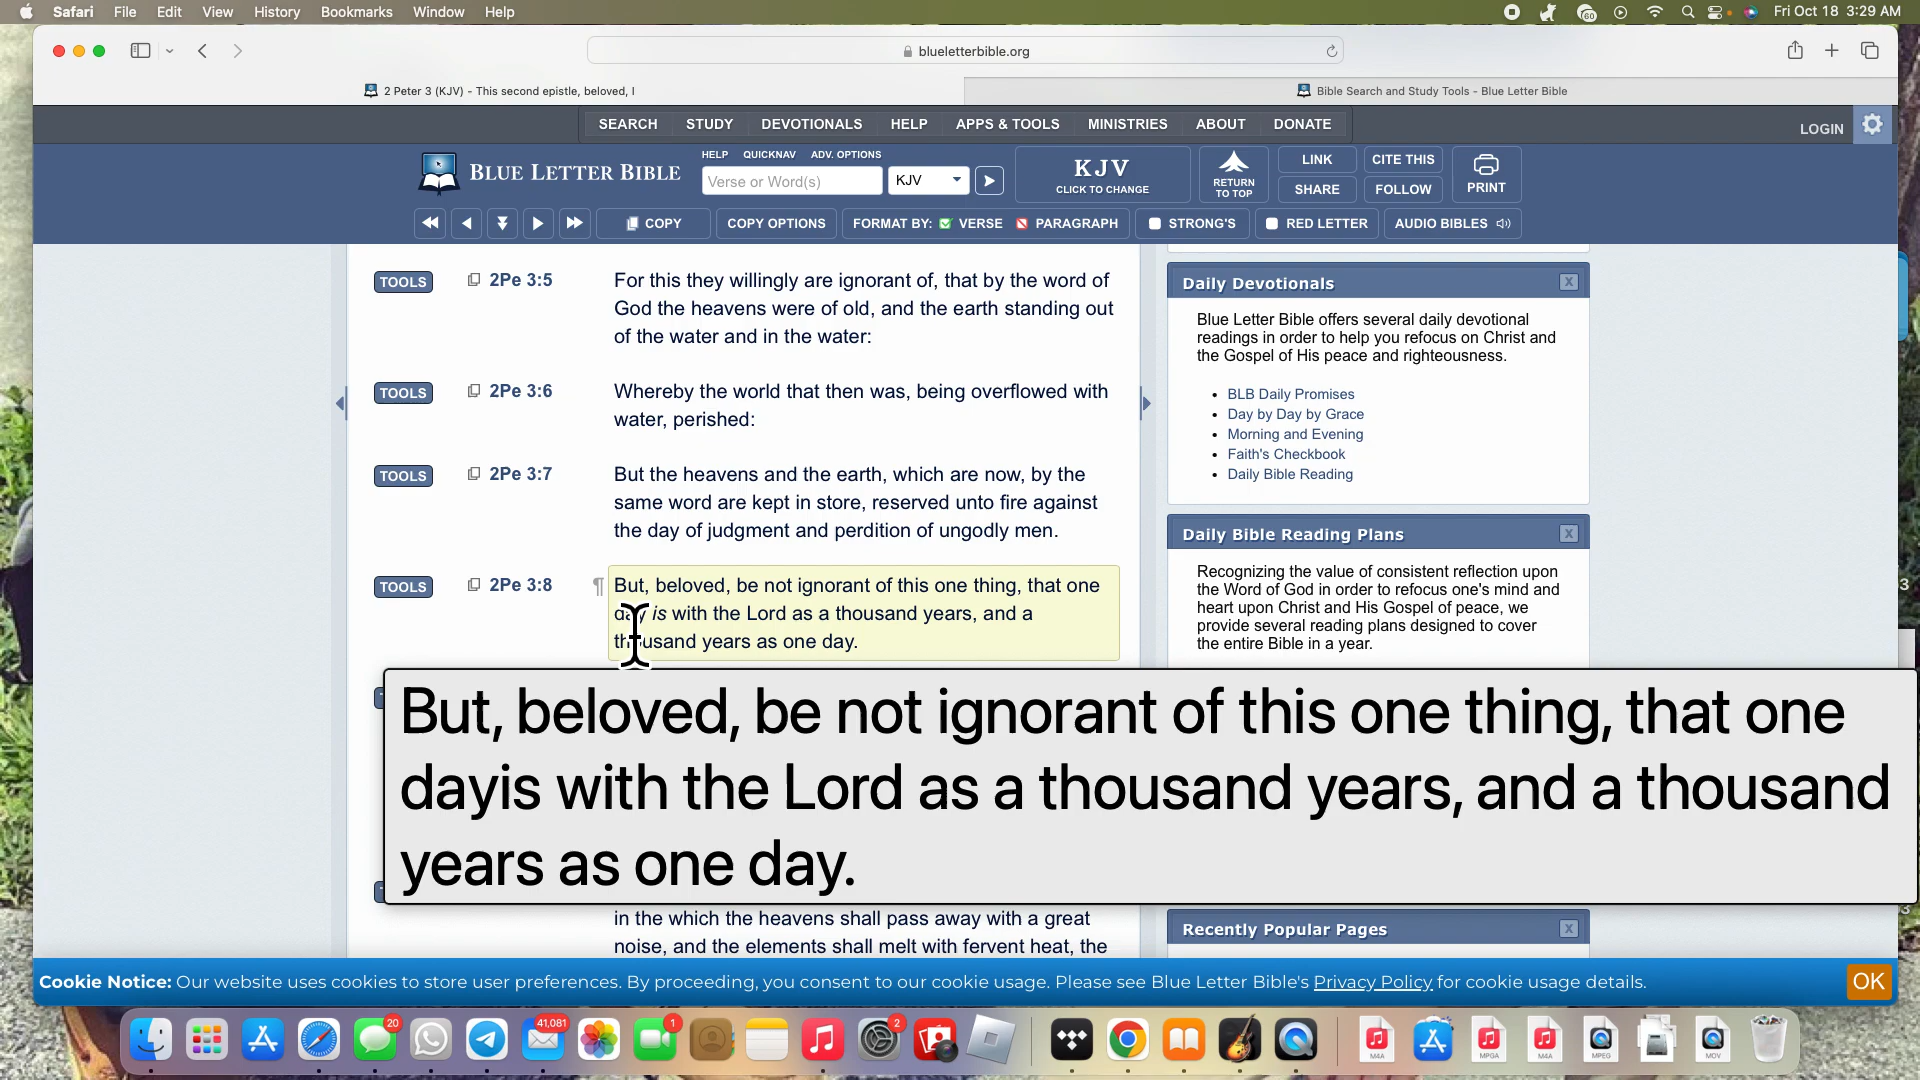 Safari File Edit View History Bookmarks Window Help
60
Fri Oct 18 3:29 AM
blueletterbible.org
2 Peter 3 (KJV) - This second epistle, beloved, I
Bible Search and Study Tools - Blue Letter Bible
SEARCH STUDY DEVOTIONALS HELP APPS & TOOLS MINISTRIES ABOUT DONATE
LOGIN
BLUE LETTER BIBLE
HELP QUICKNAV ADV. OPTIONS
Verse or Word(s)
KJV
KJV
CLICK TO CHANGE
RETURN
TO TOP
LINK
CITE THIS
SHARE
FOLLOW
PRINT
COPY
COPY OPTIONS
FORMAT BY: VERSE PARAGRAPH
STRONG'S
RED LETTER
AUDIO BIBLES
TOOLS
2Pe 3:5
For this they willingly are ignorant of, that by the word of
God the heavens were of old, and the earth standing out
of the water and in the water:
TOOLS
2Pe 3:6
Whereby the world that then was, being overflowed with
water, perished:
TOOLS
2Pe 3:7
But the heavens and the earth, which are now, by the
same word are kept in store, reserved unto fire against
the day of judgment and perdition of ungodly men.
TOOLS
2Pe 3:8
¶
But, beloved, be not ignorant of this one thing, that one
day is with the Lord as a thousand years, and a
thousand years as one day.
But, beloved, be not ignorant of this one thing, that one
dayis with the Lord as a thousand years, and a thousand
years as one day.
in the which the heavens shall pass away with a great
noise, and the elements shall melt with fervent heat, the
Daily Devotionals
X
Blue Letter Bible offers several daily devotional
readings in order to help you refocus on Christ and
the Gospel of His peace and righteousness.
• BLB Daily Promises
• Day by Day by Grace
• Morning and Evening
• Faith's Checkbook
• Daily Bible Reading
Daily Bible Reading Plans
X
Recognizing the value of consistent reflection upon
the Word of God in order to refocus one's mind and
heart upon Christ and His Gospel of peace, we
provide several reading plans designed to cover
the entire Bible in a year.
Recently Popular Pages
X
Cookie Notice: Our website uses cookies to store user preferences. By proceeding, you consent to our cookie usage. Please see Blue Letter Bible's Privacy Policy for cookie usage details.
OK
20
41,081
1
2
M4A
MPGA
M4A
MPEG
MOV